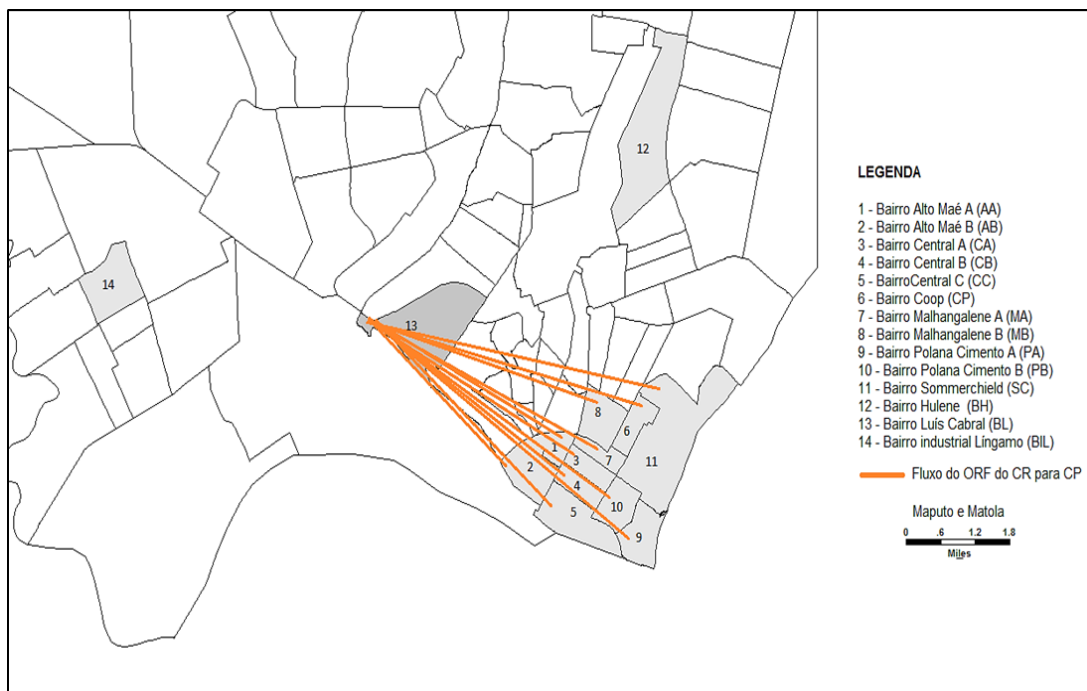 12
14
13
8
6
1
7
3
11
2
4
10
5
9
LEGENDA
1 - Bairro Alto Maé A (AA)
2 - Bairro Alto Maé B (AB)
3 - Bairro Central A (CA)
4 - Bairro Central B (CB)
5 - BairroCentral C (CC)
6 - Bairro Coop (CP)
7 - Bairro Malhangalene A (MA)
8 - Bairro Malhangalene B (MB)
9 - Bairro Polana Cimento A (PA)
10 - Bairro Polana Cimento B (PB)
11 - Bairro Sommerchield (SC)
12 - Bairro Hulene (BH)
13 - Bairro Luís Cabral (BL)
14 - Bairro industrial Língamo (BIL)
Fluxo do ORF do CR para CP
Maputo e Matola
0 .6 1.2 1.8
Miles